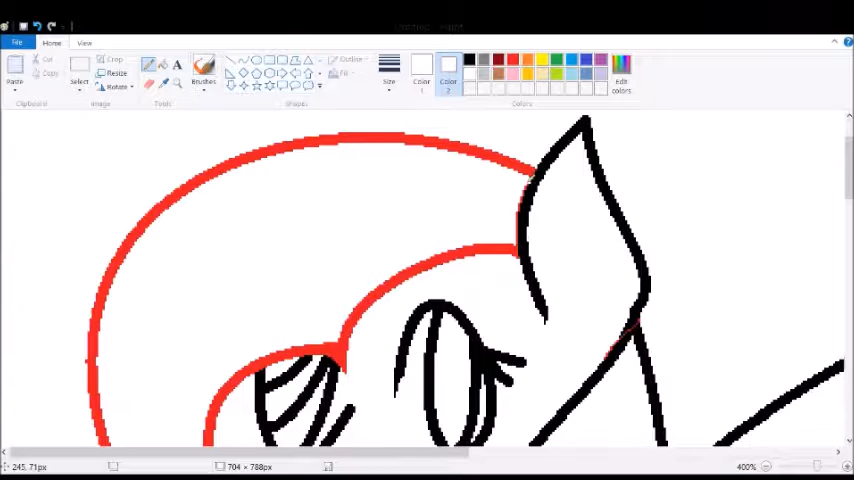 File Home View
Cut
Copy
Paste
Clipboard
Select
Crop
Resize
Rotate
Image
A
Tools
Brushes
Outline
Fill
Shapes
Size
Color
1
Color
2
Edit
colors
Colors
245, 71px
704 × 788px
400%